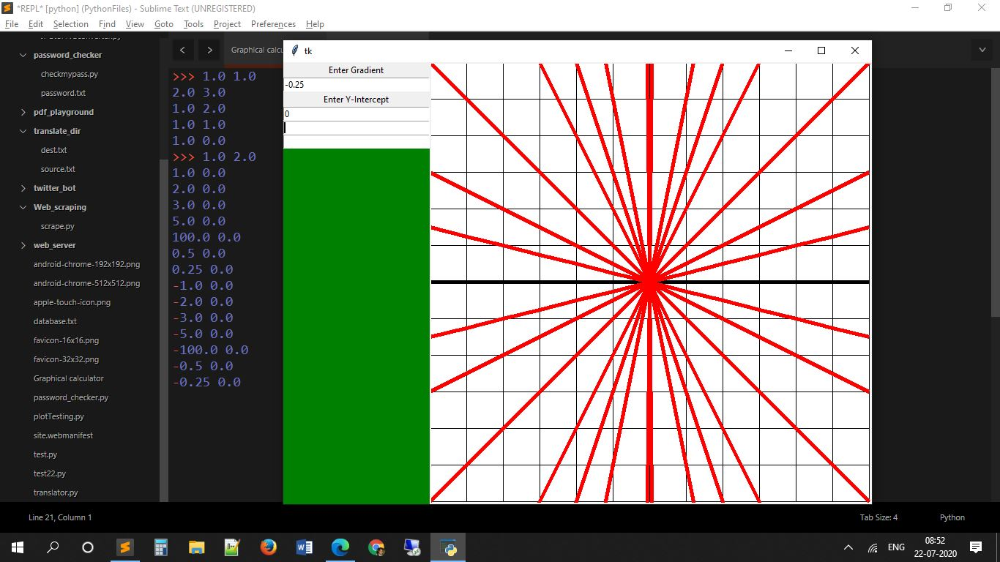 *REPL* [python] (PythonFiles) - Sublime Text (UNREGISTERED)
File Edit Selection Find View Goto Tools Project Preferences Help
password_checker
checkmypass.py
password.txt
pdf_playground
translate_dir
dest.txt
source.txt
twitter_bot
Web_scraping
scrape.py
web_server
android-chrome-192x192.png
android-chrome-512x512.png
apple-touch-icon.png
database.txt
favicon-16x16.png
favicon-32x32.png
Graphical calculator
password_checker.py
plotTesting.py
site.webmanifest
test.py
test22.py
translator.py
Graphical calcu
>>> 1.0 1.0
2.0 3.0
1.0 2.0
1.0 1.0
1.0 0.0
>>> 1.0 2.0
1.0 0.0
2.0 0.0
3.0 0.0
5.0 0.0
100.0 0.0
0.5 0.0
0.25 0.0
-1.0 0.0
-2.0 0.0
-3.0 0.0
-5.0 0.0
-100.0 0.0
-0.5 0.0
-0.25 0.0
tk
Enter Gradient
-0.25
Enter Y-Intercept
0
Line 21, Column 1
Tab Size: 4
Python
ENG
08:52
22-07-2020